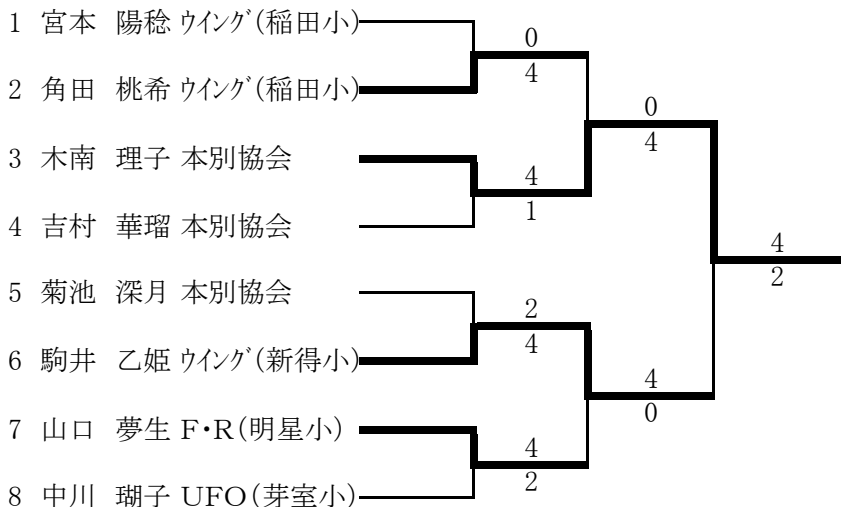 1 宮本 陽稔 ウイング(稲田小)
2 角田 桃希 ウイング(稲田小)
3 木南 理子 本別協会
4 吉村 華瑠 本別協会
5 菊池 深月 本別協会
6 駒井 乙姫 ウイング(新得小)
7 山口 夢生 F・R(明星小)
8 中川 瑚子 UFO(芽室小)
0
4
4
1
2
4
4
2
0
4
4
0
4
2